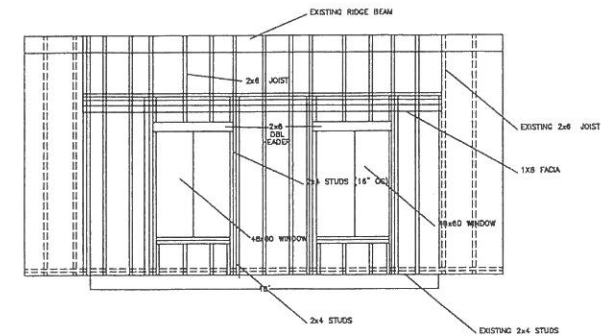 EXISTING RIDGE BEAM
2x6 JOIST
2x6
DBL
HEADER
EXISTING 2x6 JOIST
1X8 FACIA
2x4 STUDS (16" OC)
48x60 WINDOW
48x60 WINDOW
2x4 STUDS
EXISTING 2x4 STUDS